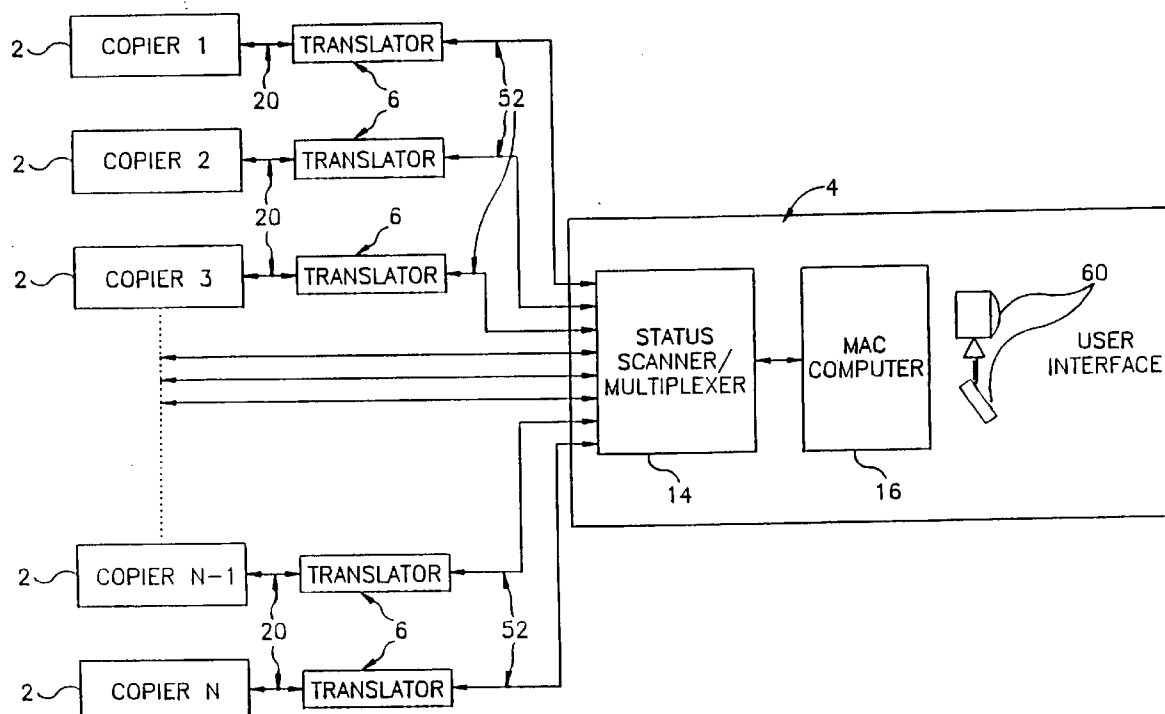 2 COPIER 1 TRANSLATOR
20 6 52
2 COPIER 2 TRANSLATOR
4
20 6
2 COPIER 3 TRANSLATOR
60
STATUS
SCANNER/
MULTIPLEXER
MAC
COMPUTER
USER
INTERFACE
14 16
2 COPIER N-1 TRANSLATOR
20 6 52
2 COPIER N TRANSLATOR